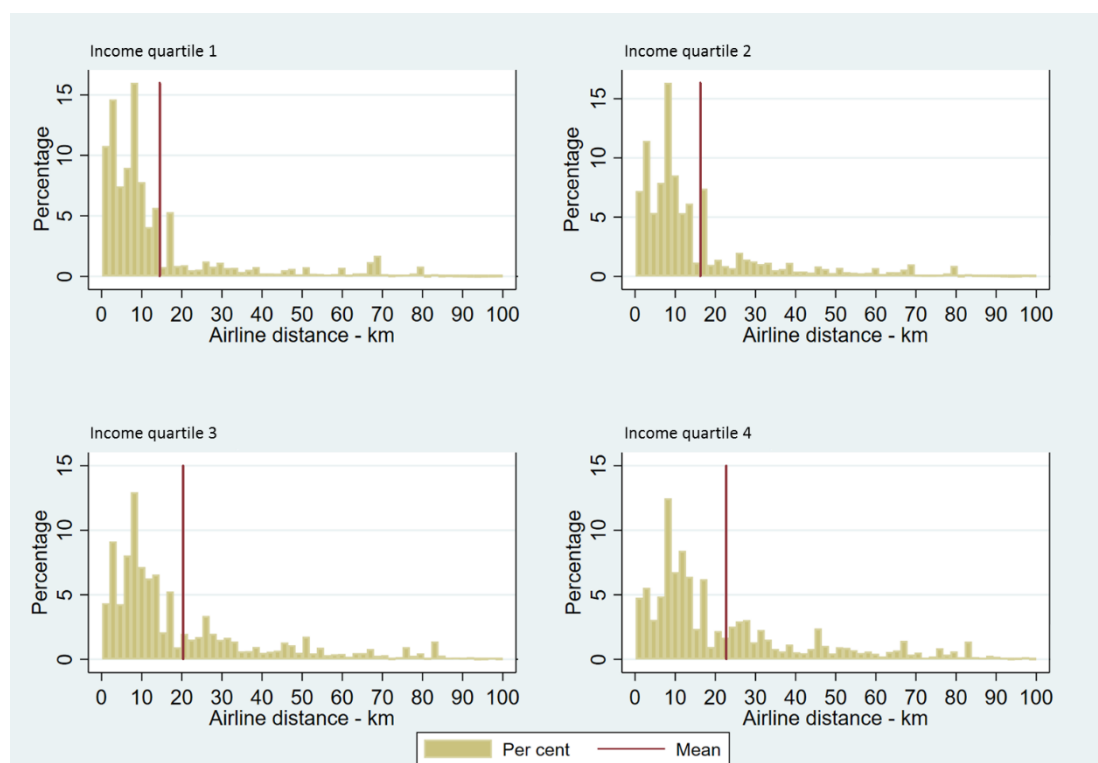 Income quartile 1
Percentage
15
10
5
0
0 10 20 30 40 50 60 70 80 90 100
Airline distance - km
Income quartile 2
Percentage
15
10
5
0
0 10 20 30 40 50 60 70 80 90 100
Airline distance - km
Income quartile 3
Percentage
15
10
5
0
0 10 20 30 40 50 60 70 80 90 100
Airline distance - km
Income quartile 4
Percentage
15
10
5
0
0 10 20 30 40 50 60 70 80 90 100
Airline distance - km
Per cent Mean